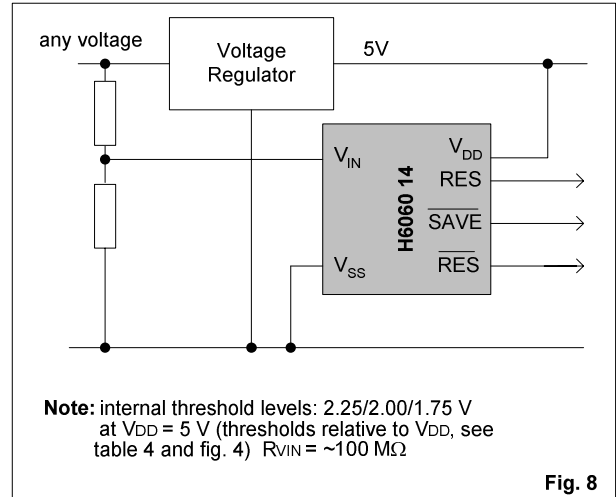 any voltage
Voltage
Regulator
5V
VIN
VDD
RES
H6060 14
SAVE
VSS
RES
Note: internal threshold levels: 2.25/2.00/1.75 V
at VDD = 5 V (thresholds relative to VDD, see
table 4 and fig. 4) RVIN = ~100 MΩ
Fig. 8